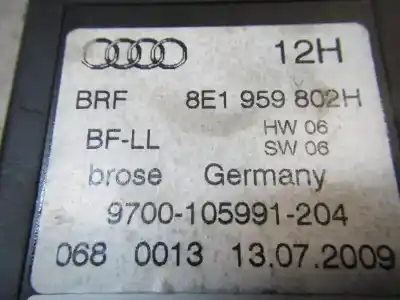 12H
BRF 8E1 959 802H
BF-LL HW 06
SW 06
brose Germany
9700-105991-204
068 0013 13.07.2009